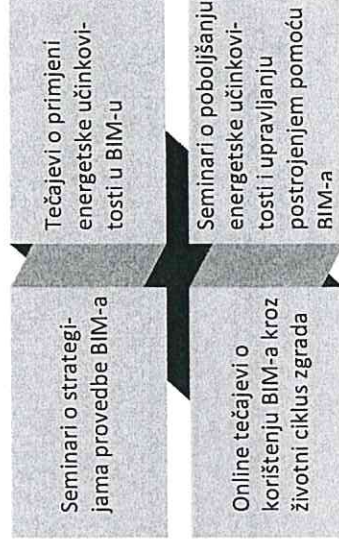 Seminari o strategi-
jama provedbe BIM-a
Tečajevi o primjeni
energetske učinkovi-
tosti u BIM-u
Online tečajevi o
korištenju BIM-a kroz
životni ciklus zgrada
Seminari o poboljšanju
energetske učinkovi-
tosti i upravljanju
postrojenjem pomoću
BIM-a